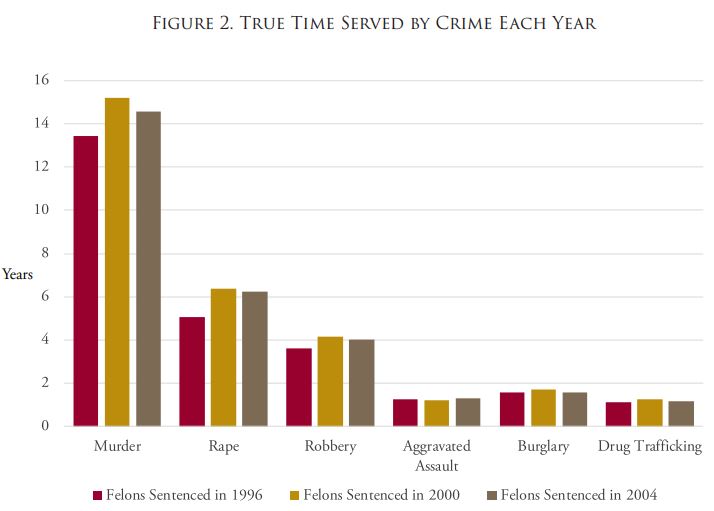 FIGURE 2. TRUE TIME SERVED BY CRIME EACH YEAR
16
14
12
10
8
Years
6
4
2
0
Murder Rape Robbery Aggravated Assault Burglary Drug Trafficking
Felons Sentenced in 1996 Felons Sentenced in 2000 Felons Sentenced in 2004